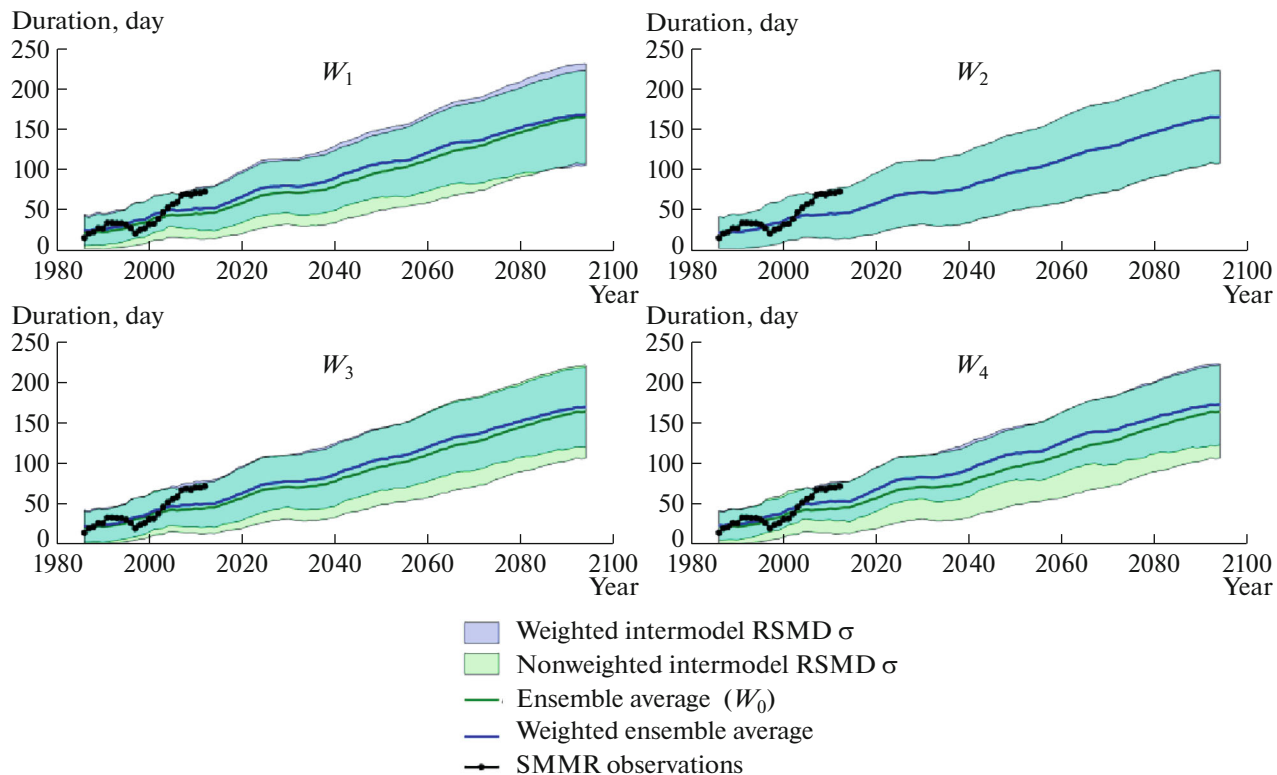 Duration, day
250
200
150
100
50
0
W1
1980 2000 2020 2040 2060 2080 2100
Year
Duration, day
250
200
150
100
50
0
W2
1980 2000 2020 2040 2060 2080 2100
Year
Duration, day
250
200
150
100
50
0
W3
1980 2000 2020 2040 2060 2080 2100
Year
Duration, day
250
200
150
100
50
0
W4
1980 2000 2020 2040 2060 2080 2100
Year
Weighted intermodel RSMD σ
Nonweighted intermodel RSMD σ
Ensemble average (W0)
Weighted ensemble average
SMMR observations